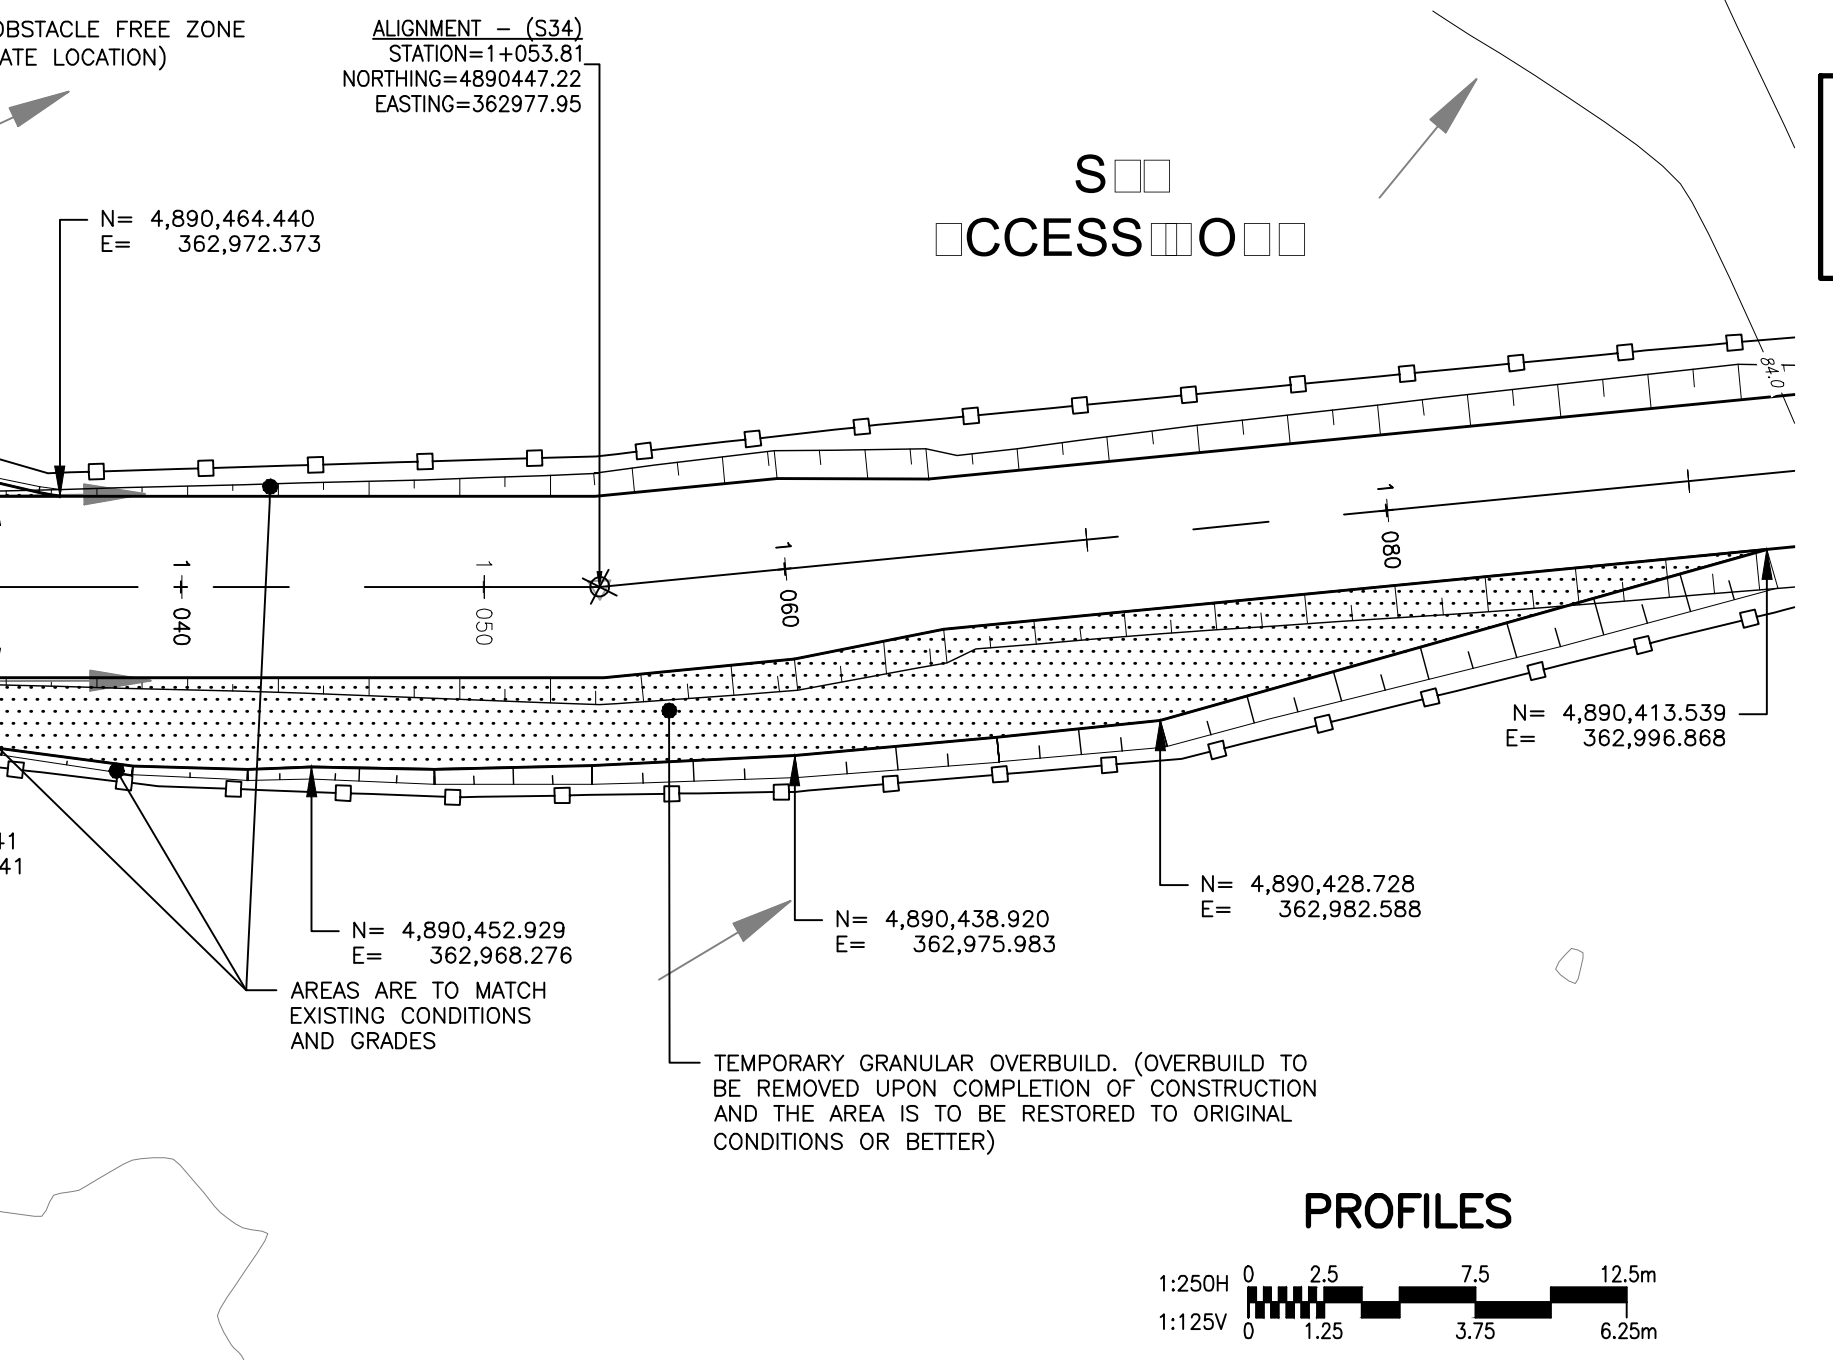 OBSTACLE FREE ZONE
ATE LOCATION)
ALIGNMENT - (S34)
STATION=1+053.81
NORTHING=4890447.22
EASTING=362977.95
S□□
□CCESS □□O□□
N= 4,890,464.440
E= 362,972.373
84.0
1+040
1+050
1+060
1+080
N= 4,890,413.539
E= 362,996.868
41
41
N= 4,890,428.728
E= 362,982.588
N= 4,890,438.920
E= 362,975.983
N= 4,890,452.929
E= 362,968.276
AREAS ARE TO MATCH
EXISTING CONDITIONS
AND GRADES
TEMPORARY GRANULAR OVERBUILD. (OVERBUILD TO
BE REMOVED UPON COMPLETION OF CONSTRUCTION
AND THE AREA IS TO BE RESTORED TO ORIGINAL
CONDITIONS OR BETTER)
PROFILES
1:250H 0 2.5 7.5 12.5m
1:125V 0 1.25 3.75 6.25m